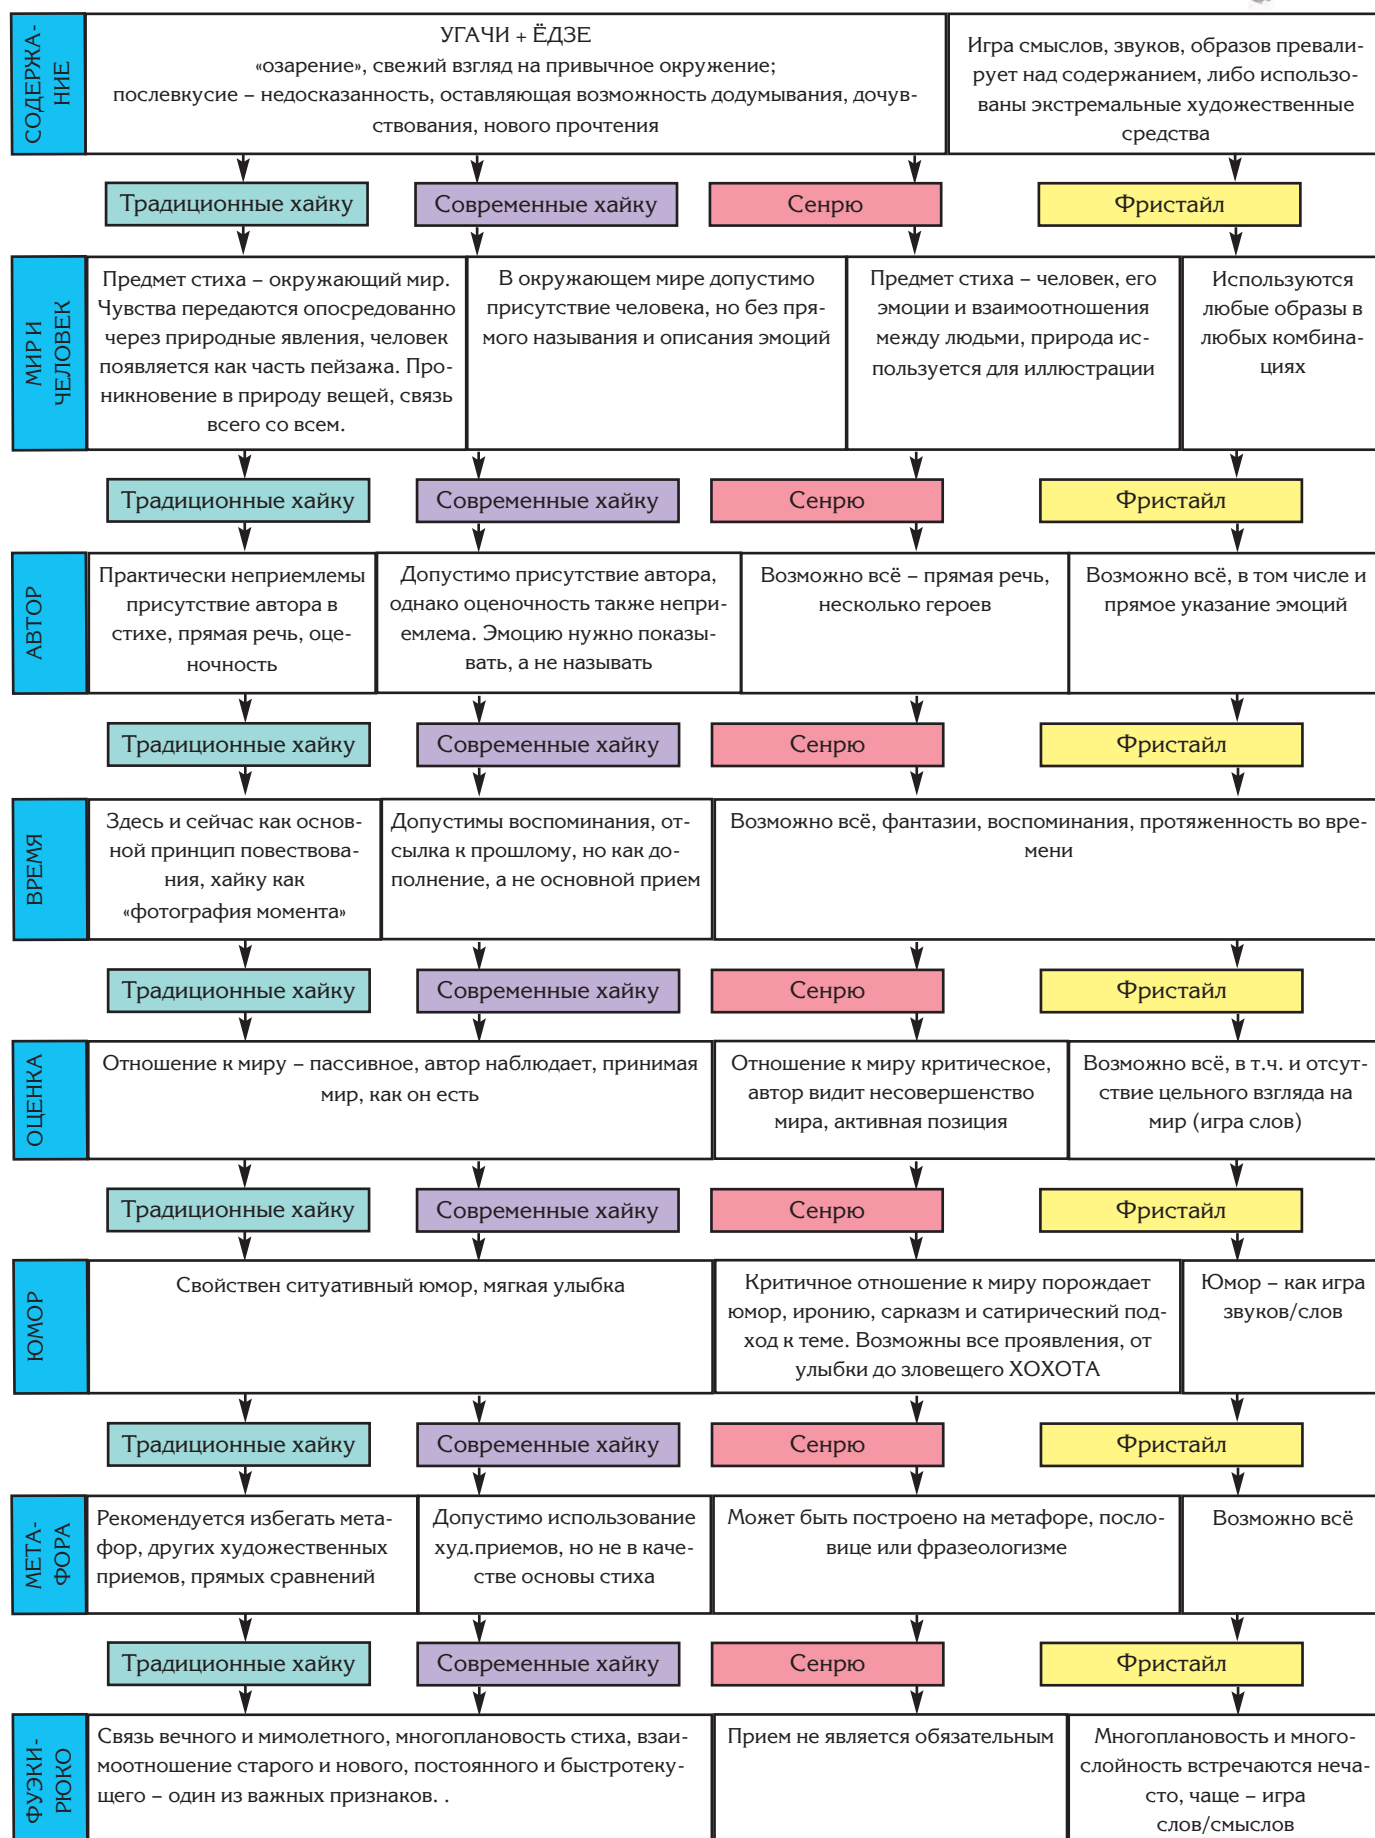 СОДЕРЖА-
НИЕ
УГАЧИ + ЁДЗЕ
«озарение», свежий взгляд на привычное окружение;
послевкусие – недосказанность, оставляющая возможность додумывания, дочув-
ствования, нового прочтения
Игра смыслов, звуков, образов превали-
рует над содержанием, либо использо-
ваны экстремальные художественные
средства
Традиционные хайку
Современные хайку
Сенрю
Фристайл
МИР И
ЧЕЛОВЕК
Предмет стиха – окружающий мир.
Чувства передаются опосредованно
через природные явления, человек
появляется как часть пейзажа. Про-
никновение в природу вещей, связь
всего со всем.
В окружающем мире допустимо
присутствие человека, но без пря-
мого называния и описания эмоций
Предмет стиха – человек, его
эмоции и взаимоотношения
между людьми, природа ис-
пользуется для иллюстрации
Используются
любые образы в
любых комбина-
циях
Традиционные хайку
Современные хайку
Сенрю
Фристайл
АВТОР
Практически неприемлемы
присутствие автора в
стихе, прямая речь, оце-
ночность
Допустимо присутствие автора,
однако оценочность также непри-
емлема. Эмоцию нужно показы-
вать, а не называть
Возможно всё – прямая речь,
несколько героев
Возможно всё, в том числе и
прямое указание эмоций
Традиционные хайку
Современные хайку
Сенрю
Фристайл
ВРЕМЯ
Здесь и сейчас как основ-
ной принцип повествова-
ния, хайку как
«фотография момента»
Допустимы воспоминания, от-
сылка к прошлому, но как до-
полнение, а не основной прием
Возможно всё, фантазии, воспоминания, протяженность во вре-
мени
Традиционные хайку
Современные хайку
Сенрю
Фристайл
ОЦЕНКА
Отношение к миру – пассивное, автор наблюдает, принимая
мир, как он есть
Отношение к миру критическое,
автор видит несовершенство
мира, активная позиция
Возможно всё, в т.ч. и отсут-
ствие цельного взгляда на
мир (игра слов)
Традиционные хайку
Современные хайку
Сенрю
Фристайл
ЮМОР
Свойствен ситуативный юмор, мягкая улыбка
Критичное отношение к миру порождает
юмор, иронию, сарказм и сатирический под-
ход к теме. Возможны все проявления, от
улыбки до зловещего ХОХОТА
Юмор – как игра
звуков/слов
Традиционные хайку
Современные хайку
Сенрю
Фристайл
МЕТА-
ФОРА
Рекомендуется избегать мета-
фор, других художественных
приемов, прямых сравнений
Допустимо использование
худ.приемов, но не в каче-
стве основы стиха
Может быть построено на метафоре, посло-
вице или фразеологизме
Возможно всё
Традиционные хайку
Современные хайку
Сенрю
Фристайл
ФУЭКИ-
РЮКО
Связь вечного и мимолетного, многоплановость стиха, взаи-
моотношение старого и нового, постоянного и быстротеку-
щего – один из важных признаков. .
Прием не является обязательным
Многоплановость и много-
слойность встречаются неча-
сто, чаще – игра
слов/смыслов